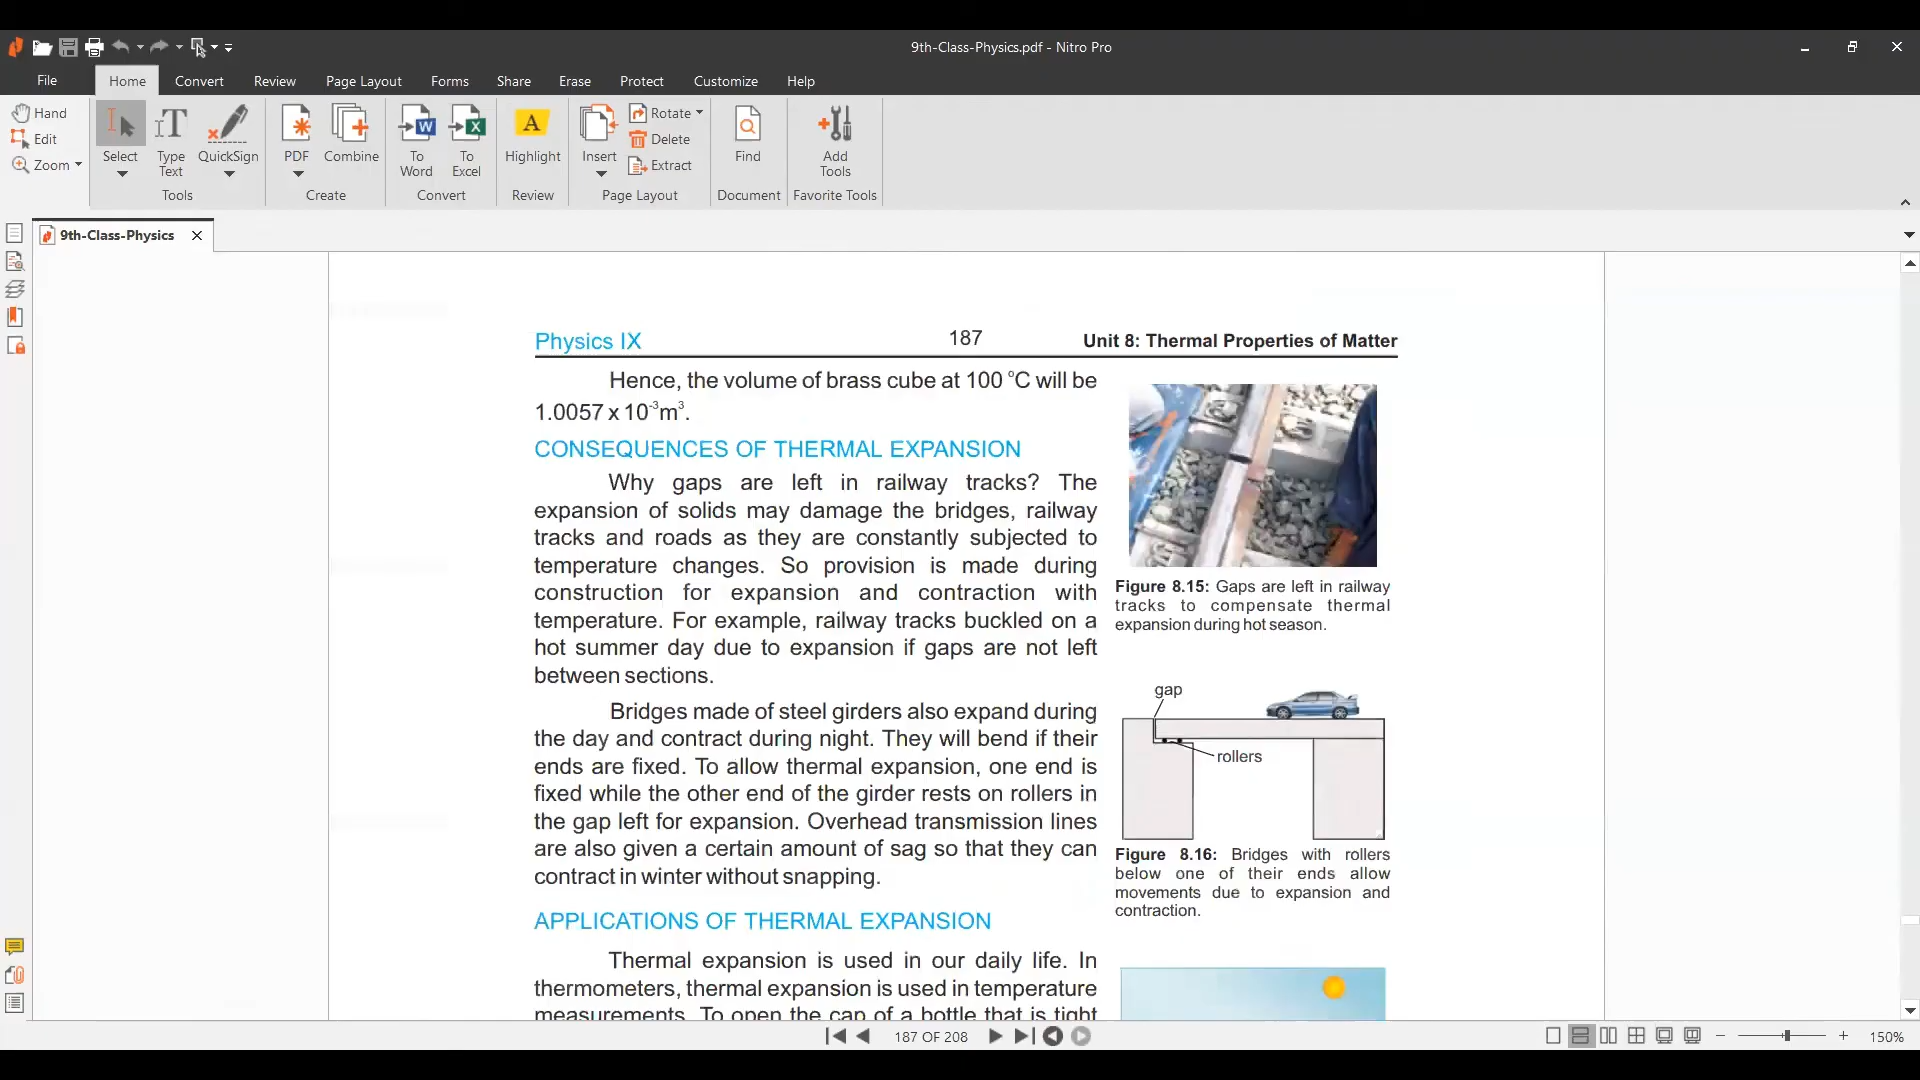 9th-Class-Physics.pdf - Nitro Pro
File Home Convert Review Page Layout Forms Share Erase Protect Customize Help
Hand
Edit
Zoom
Select
Type Text
QuickSign
Tools
PDF
Combine
Create
To Word
To Excel
Convert
Highlight
Review
Insert
Rotate
Delete
Extract
Page Layout
Find
Document
Add Tools
Favorite Tools
9th-Class-Physics
Physics IX 187 Unit 8: Thermal Properties of Matter
Hence, the volume of brass cube at 100 °C will be
1.0057 x 10⁻³m³.
CONSEQUENCES OF THERMAL EXPANSION
Why gaps are left in railway tracks? The
expansion of solids may damage the bridges, railway
tracks and roads as they are constantly subjected to
temperature changes. So provision is made during
construction for expansion and contraction with
temperature. For example, railway tracks buckled on a
hot summer day due to expansion if gaps are not left
between sections.
Bridges made of steel girders also expand during
the day and contract during night. They will bend if their
ends are fixed. To allow thermal expansion, one end is
fixed while the other end of the girder rests on rollers in
the gap left for expansion. Overhead transmission lines
are also given a certain amount of sag so that they can
contract in winter without snapping.
APPLICATIONS OF THERMAL EXPANSION
Thermal expansion is used in our daily life. In
thermometers, thermal expansion is used in temperature
measurements. To open the cap of a bottle that is tight
Figure 8.15: Gaps are left in railway
tracks to compensate thermal
expansion during hot season.
gap
rollers
Figure 8.16: Bridges with rollers
below one of their ends allow
movements due to expansion and
contraction.
187 OF 208
150%